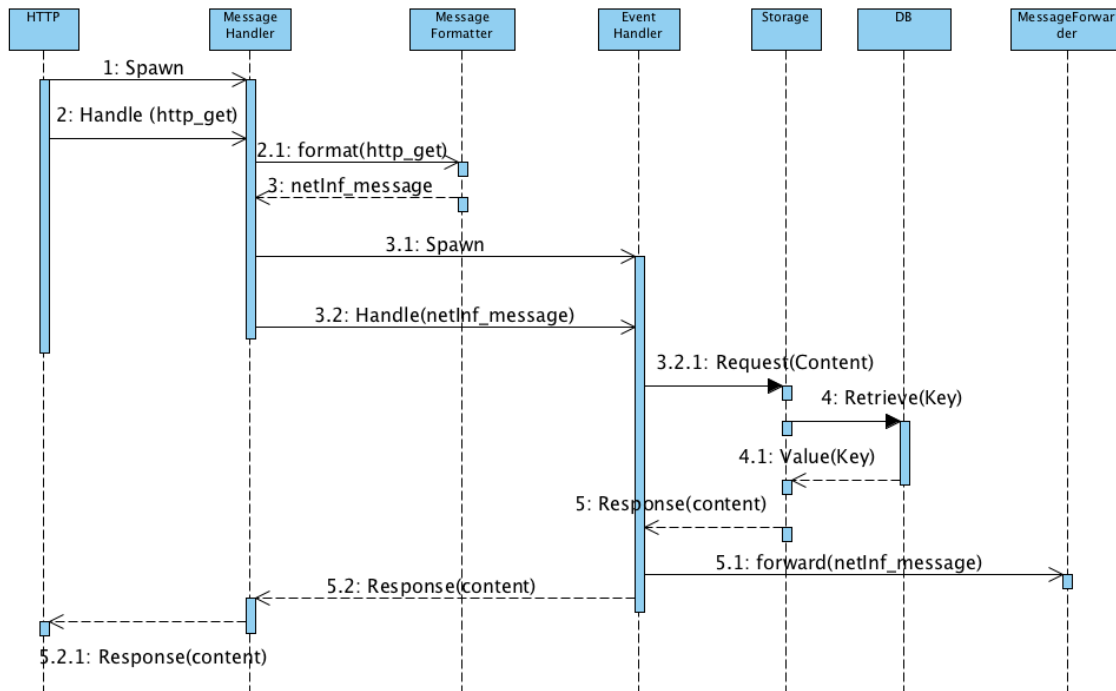 HTTP
Message
Handler
Message
Formatter
Event
Handler
Storage
DB
MessageForwar
der
1: Spawn
2: Handle (http_get)
2.1: format(http_get)
3: netInf_message
3.1: Spawn
3.2: Handle(netInf_message)
3.2.1: Request(Content)
4: Retrieve(Key)
4.1: Value(Key)
5: Response(content)
5.1: forward(netInf_message)
5.2: Response(content)
5.2.1: Response(content)